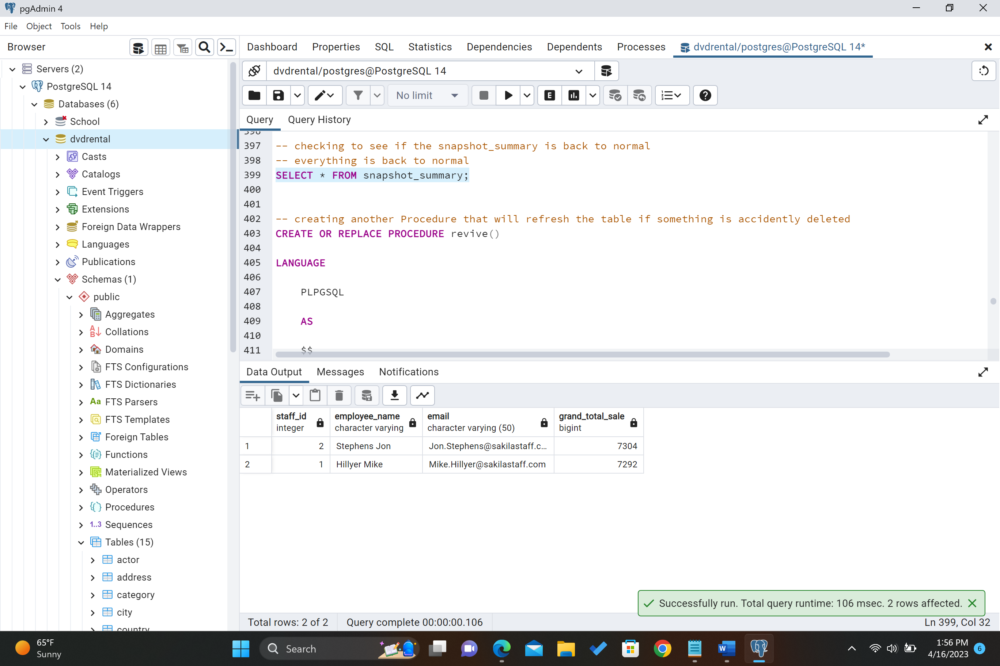 pgAdmin 4
File Object Tools Help
Browser
Dashboard Properties SQL Statistics Dependencies Dependents Processes dvdrental/postgres@PostgreSQL 14*
Servers (2)
PostgreSQL 14
Databases (6)
School
dvdrental
Casts
Catalogs
Event Triggers
Extensions
Foreign Data Wrappers
Languages
Publications
Schemas (1)
public
Aggregates
Collations
Domains
FTS Configurations
FTS Dictionaries
Aa FTS Parsers
FTS Templates
Foreign Tables
Functions
Materialized Views
Operators
Procedures
1..3 Sequences
Tables (15)
actor
address
category
city
country
dvdrental/postgres@PostgreSQL 14
No limit
E
Query Query History
396
397 -- checking to see if the snapshot_summary is back to normal
398 -- everything is back to normal
399 SELECT * FROM snapshot_summary;
400
401
402 -- creating another Procedure that will refresh the table if something is accidently deleted
403 CREATE OR REPLACE PROCEDURE revive()
404
405 LANGUAGE
406
407 PLPGSQL
408
409 AS
410
411 $$
Data Output Messages Notifications
staff_id integer employee_name character varying email character varying (50) grand_total_sale bigint
1 2 Stephens Jon Jon.Stephens@sakilastaff.c... 7304
2 1 Hillyer Mike Mike.Hillyer@sakilastaff.com 7292
Successfully run. Total query runtime: 106 msec. 2 rows affected.
Total rows: 2 of 2 Query complete 00:00:00.106 Ln 399, Col 32
65°F
Sunny
Search
W
1:56 PM
4/16/2023
6